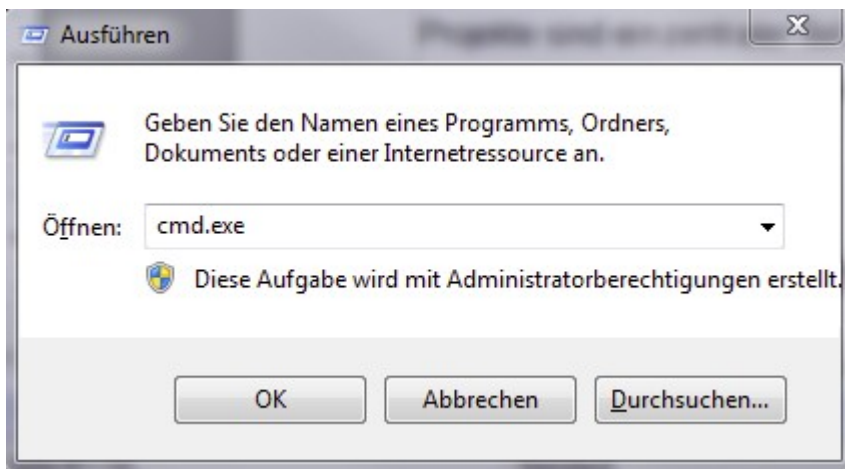 Ausführen
Geben Sie den Namen eines Programms, Ordners,
Dokuments oder einer Internetressource an.
Öffnen: cmd.exe
Diese Aufgabe wird mit Administratorberechtigungen erstellt.
OK Abbrechen Durchsuchen...